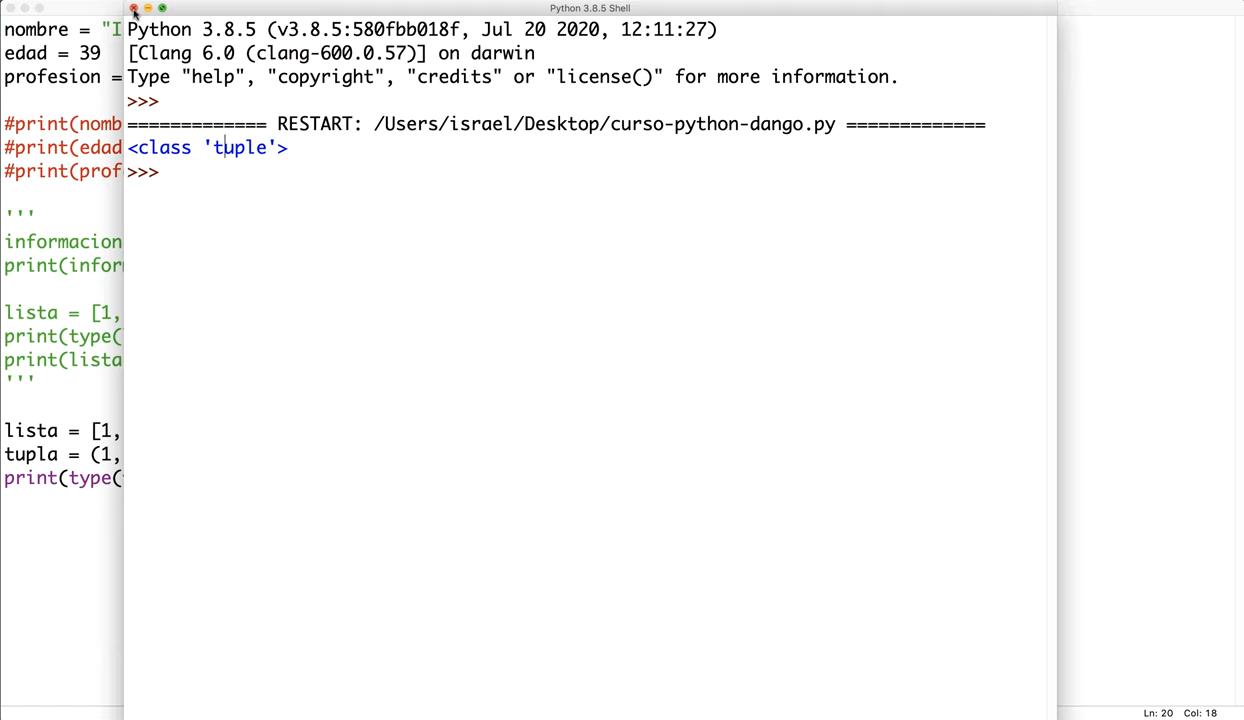 Python 3.8.5 Shell
nombre = "I
edad = 39
profesion =
#print(nomb
#print(edad
#print(prof
'''
informacion
print(infor
lista = [1,
print(type(
print(lista
'''
lista = [1,
tupla = (1,
print(type(
Python 3.8.5 (v3.8.5:580fbb018f, Jul 20 2020, 12:11:27)
[Clang 6.0 (clang-600.0.57)] on darwin
Type "help", "copyright", "credits" or "license()" for more information.
>>>
============= RESTART: /Users/israel/Desktop/curso-python-dango.py =============
<class 'tuple'>
>>>
Ln: 20 Col: 18